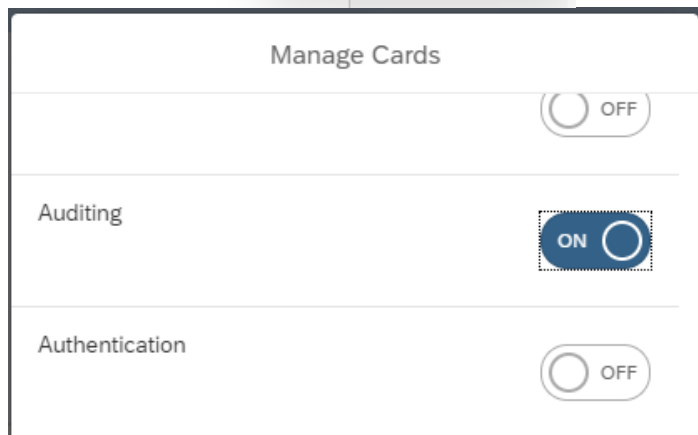 Manage Cards
OFF
Auditing
ON
Authentication
OFF